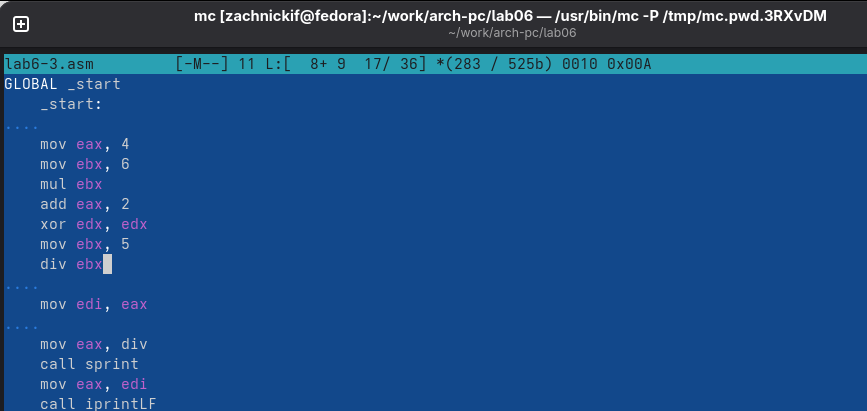 mc [zachnickif@fedora]:~/work/arch-pc/lab06 — /usr/bin/mc -P /tmp/mc.pwd.3RXvDM
~/work/arch-pc/lab06
lab6-3.asm [-M--] 11 L:[ 8+ 9 17/ 36] *(283 / 525b) 0010 0x00A
GLOBAL _start
_start:
....
mov eax, 4
mov ebx, 6
mul ebx
add eax, 2
xor edx, edx
mov ebx, 5
div ebx
....
mov edi, eax
....
mov eax, div
call sprint
mov eax, edi
call iprintLF